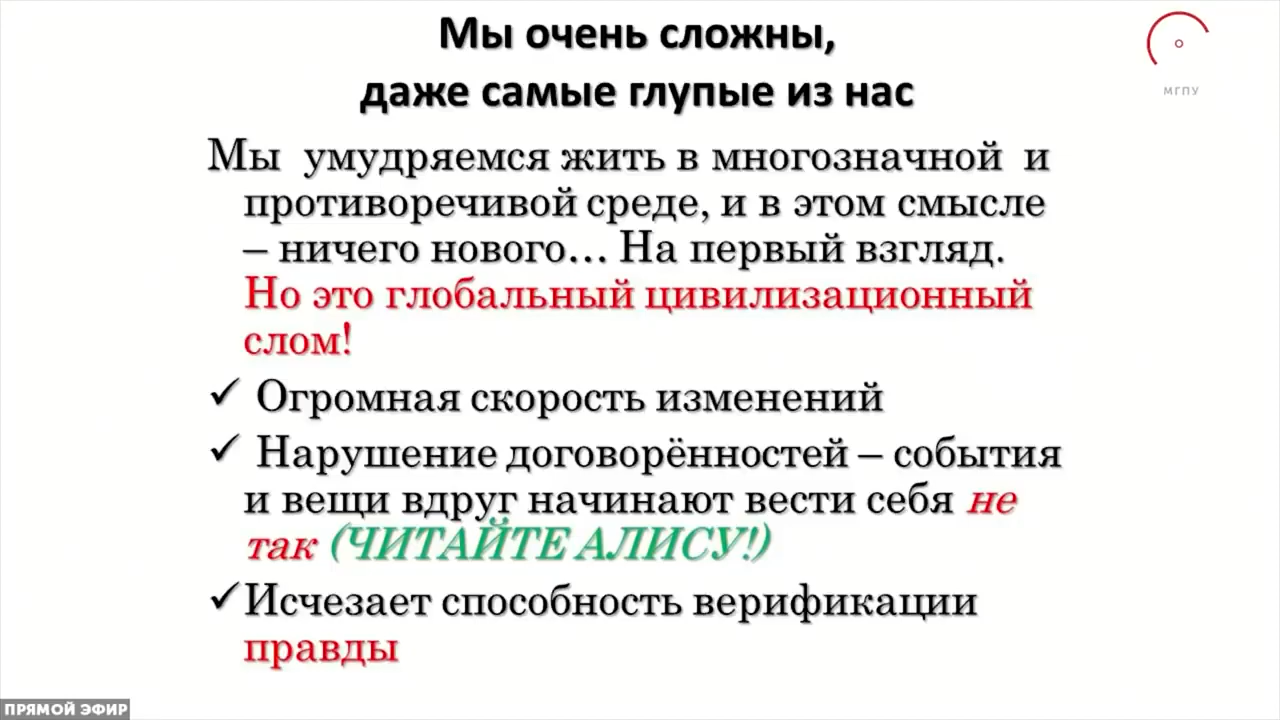 Мы очень сложны,
даже самые глупые из нас
МГПУ
Мы умудряемся жить в многозначной и
противоречивой среде, и в этом смысле
– ничего нового… На первый взгляд.
Но это глобальный цивилизационный
слом!
✓ Огромная скорость изменений
✓ Нарушение договорённостей – события
и вещи вдруг начинают вести себя не
так (ЧИТАЙТЕ АЛИСУ!)
✓ Исчезает способность верификации
правды
ПРЯМОЙ ЭФИР